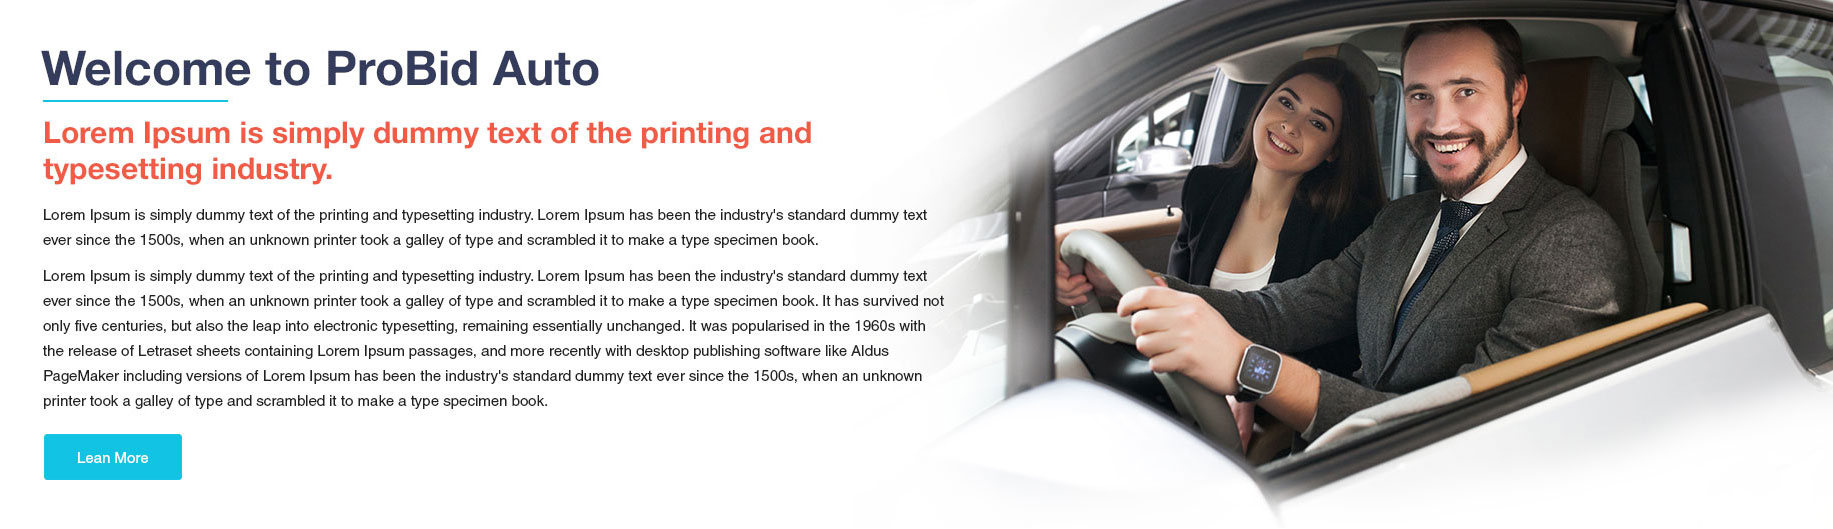 Welcome to ProBid Auto
Lorem Ipsum is simply dummy text of the printing and
typesetting industry.
Lorem Ipsum is simply dummy text of the printing and typesetting industry. Lorem Ipsum has been the industry's standard dummy text
ever since the 1500s, when an unknown printer took a galley of type and scrambled it to make a type specimen book.
Lorem Ipsum is simply dummy text of the printing and typesetting industry. Lorem Ipsum has been the industry's standard dummy text
ever since the 1500s, when an unknown printer took a galley of type and scrambled it to make a type specimen book. It has survived not
only five centuries, but also the leap into electronic typesetting, remaining essentially unchanged. It was popularised in the 1960s with
the release of Letraset sheets containing Lorem Ipsum passages, and more recently with desktop publishing software like Aldus
PageMaker including versions of Lorem Ipsum has been the industry's standard dummy text ever since the 1500s, when an unknown
printer took a galley of type and scrambled it to make a type specimen book.
Lean More